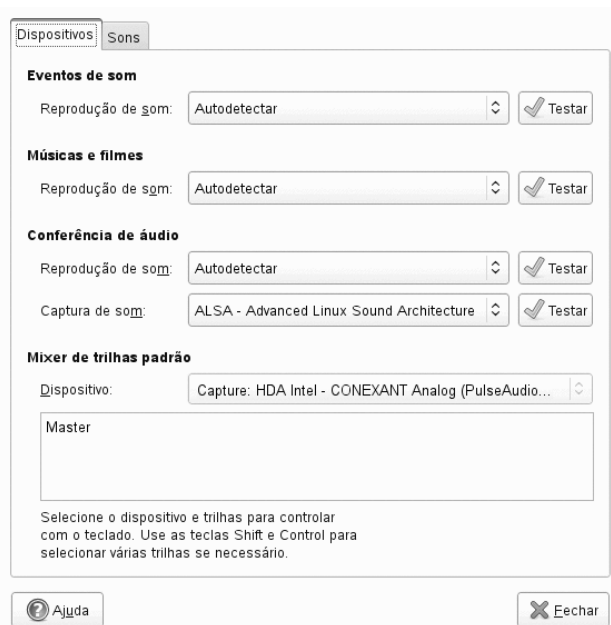 Dispositivos Sons
Eventos de som
Reprodução de som: Autodetectar Testar
Músicas e filmes
Reprodução de som: Autodetectar Testar
Conferência de áudio
Reprodução de som: Autodetectar Testar
Captura de som: ALSA - Advanced Linux Sound Architecture Testar
Mixer de trilhas padrão
Dispositivo: Capture: HDA Intel - CONEXANT Analog (PulseAudio...
Master
Selecione o dispositivo e trilhas para controlar
com o teclado. Use as teclas Shift e Control para
selecionar várias trilhas se necessário.
Ajuda Fechar